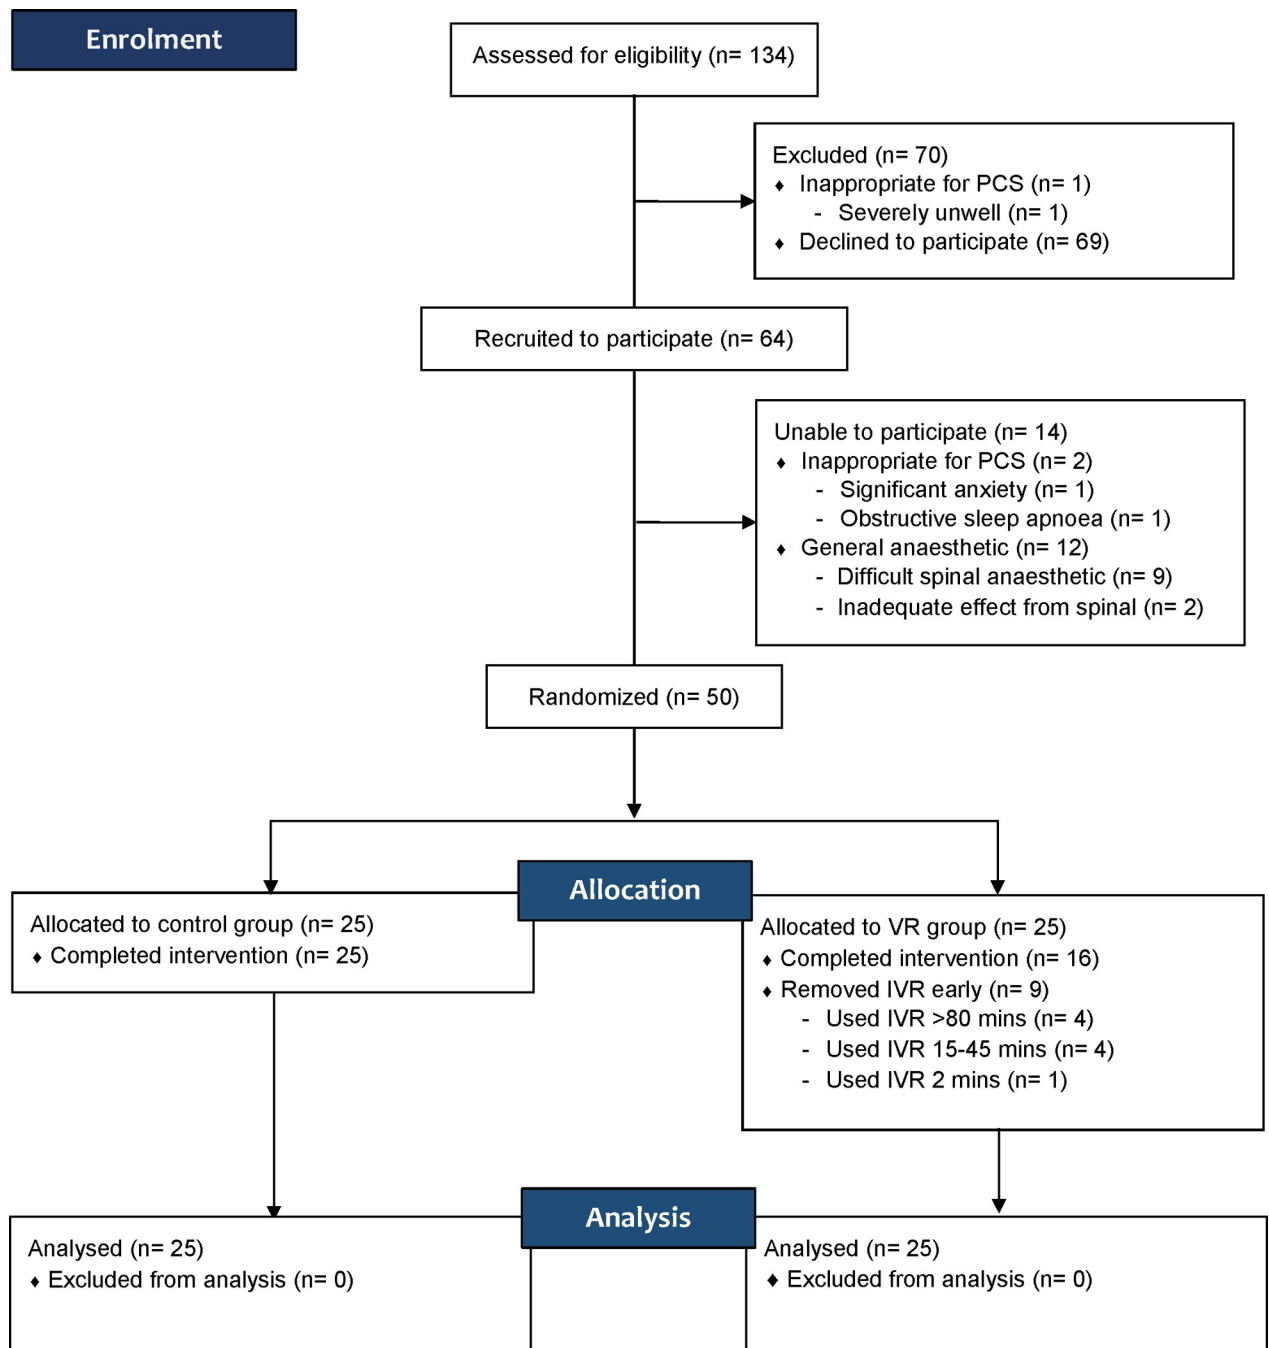 Enrolment
Assessed for eligibility (n= 134)
Excluded (n= 70)
♦ Inappropriate for PCS (n= 1)
- Severely unwell (n= 1)
♦ Declined to participate (n= 69)
Recruited to participate (n= 64)
Unable to participate (n= 14)
♦ Inappropriate for PCS (n= 2)
- Significant anxiety (n= 1)
- Obstructive sleep apnoea (n= 1)
♦ General anaesthetic (n= 12)
- Difficult spinal anaesthetic (n= 9)
- Inadequate effect from spinal (n= 2)
Randomized (n= 50)
Allocation
Allocated to control group (n= 25)
♦ Completed intervention (n= 25)
Allocated to VR group (n= 25)
♦ Completed intervention (n= 16)
♦ Removed IVR early (n= 9)
- Used IVR >80 mins (n= 4)
- Used IVR 15-45 mins (n= 4)
- Used IVR 2 mins (n= 1)
Analysis
Analysed (n= 25)
♦ Excluded from analysis (n= 0)
Analysed (n= 25)
♦ Excluded from analysis (n= 0)